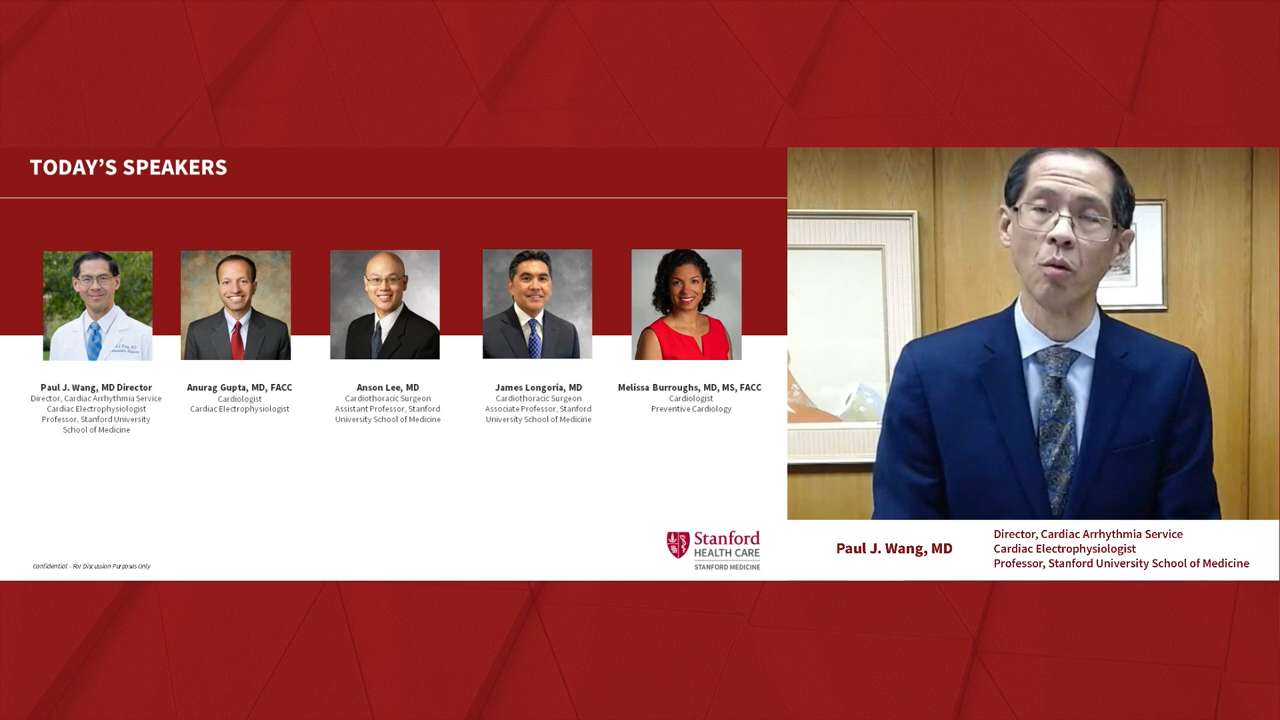 TODAY'S SPEAKERS
Paul J. Wang, MD Director
Director, Cardiac Arrhythmia Service
Cardiac Electrophysiologist
Professor, Stanford University
School of Medicine
Anurag Gupta, MD, FACC
Cardiologist
Cardiac Electrophysiologist
Anson Lee, MD
Cardiothoracic Surgeon
Assistant Professor, Stanford
University School of Medicine
James Longoria, MD
Cardiothoracic Surgeon
Associate Professor, Stanford
University School of Medicine
Melissa Burroughs, MD, MS, FACC
Cardiologist
Preventive Cardiology
Confidential – For Discussion Purposes Only
Stanford
HEALTH CARE
STANFORD MEDICINE
Paul J. Wang, MD
Director, Cardiac Arrhythmia Service
Cardiac Electrophysiologist
Professor, Stanford University School of Medicine